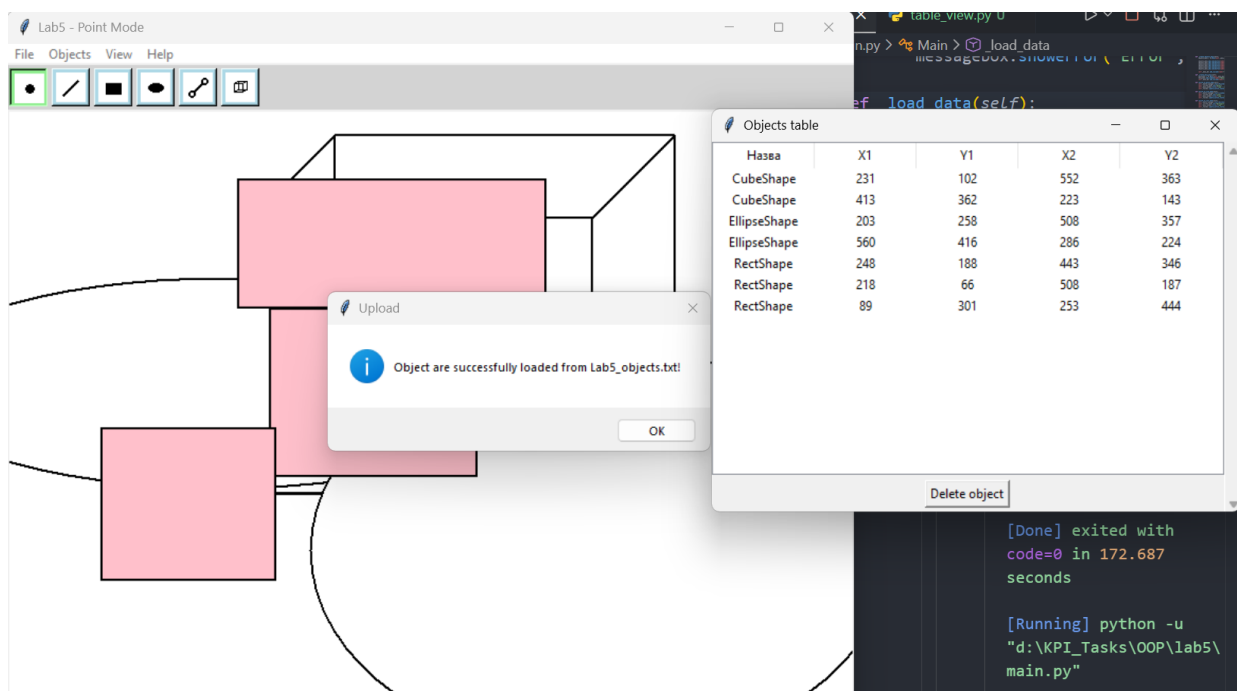 Lab5 - Point Mode
File Objects View Help
table_view.py U
n.py > Main > _load_data
messagebox.showerror("Error",
ef _load_data(self):
Objects table
Назва X1 Y1 X2 Y2
CubeShape 231 102 552 363
CubeShape 413 362 223 143
EllipseShape 203 258 508 357
EllipseShape 560 416 286 224
RectShape 248 188 443 346
RectShape 218 66 508 187
RectShape 89 301 253 444
Delete object
Upload
Object are successfully loaded from Lab5_objects.txt!
OK
[Done] exited with
code=0 in 172.687
seconds
[Running] python -u
"d:\KPI_Tasks\OOP\lab5\
main.py"